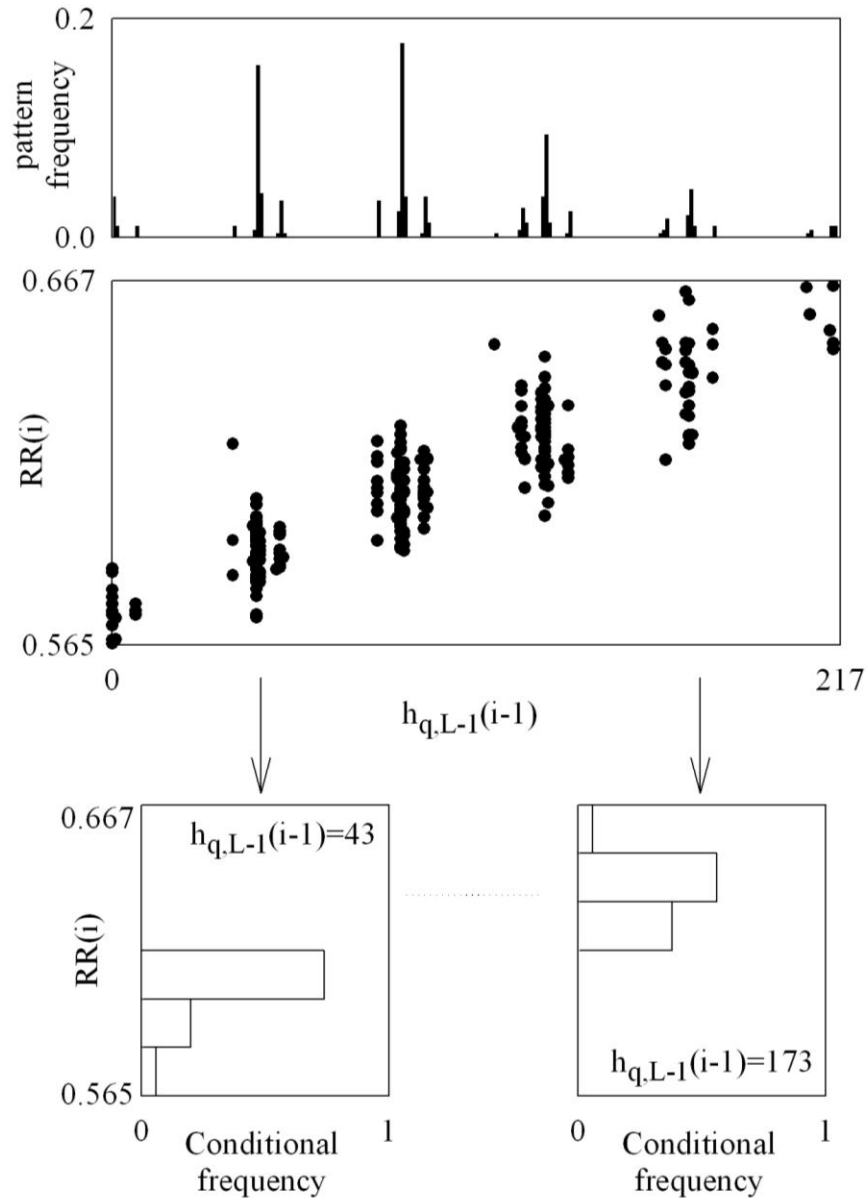 0.2
pattern
frequency
0.0
0.667
RR(i)
0.565
0
217
h_{q,L-1}(i-1)
0.667
h_{q,L-1}(i-1)=43
RR(i)
0.565
0
1
Conditional
frequency
h_{q,L-1}(i-1)=173
0
1
Conditional
frequency